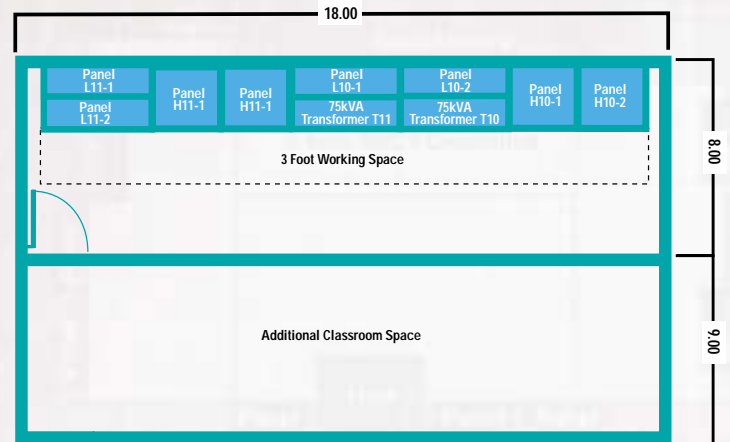 18.00
Panel
L11-1
Panel
L11-2
Panel
H11-1
Panel
H11-1
Panel
L10-1
75kVA
Transformer T11
Panel
L10-2
75kVA
Transformer T10
Panel
H10-1
Panel
H10-2
3 Foot Working Space
8.00
Additional Classroom Space
9.00